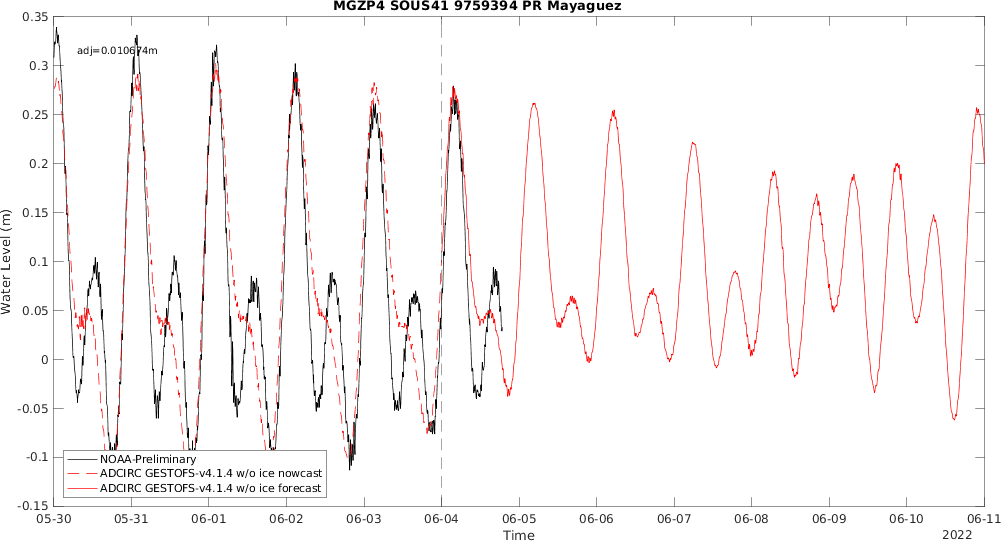 MGZP4 SOUS41 9759394 PR Mayaguez
adj=0.010674m
Water Level (m)
0.35
0.3
0.25
0.2
0.15
0.1
0.05
0
-0.05
-0.1
-0.15
NOAA-Preliminary
ADCIRC GESTOFS-v4.1.4 w/o ice nowcast
ADCIRC GESTOFS-v4.1.4 w/o ice forecast
05-30 05-31 06-01 06-02 06-03 06-04 06-05 06-06 06-07 06-08 06-09 06-10 06-11
Time
2022